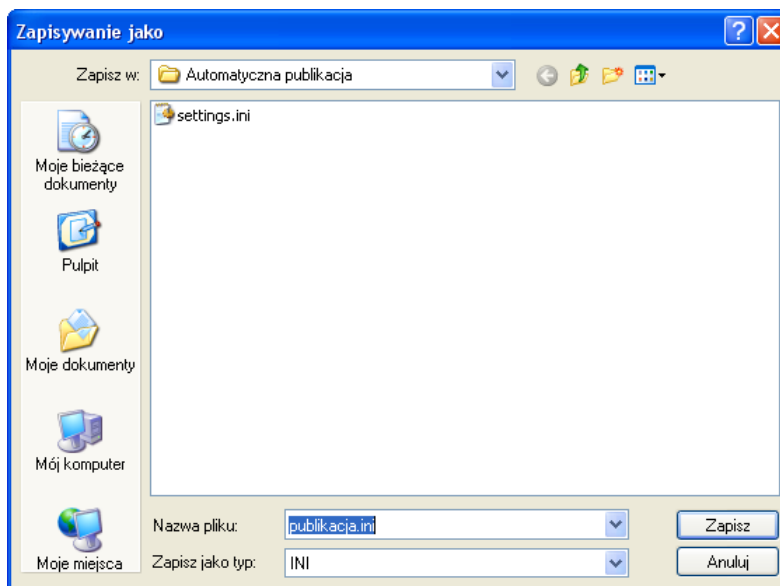 Zapisywanie jako
Zapisz w: Automatyczna publikacja
settings.ini
Moje bieżące
dokumenty
Pulpit
Moje dokumenty
Mój komputer
Moje miejsca
Nazwa pliku: publikacja.ini Zapisz
Zapisz jako typ: INI Anuluj